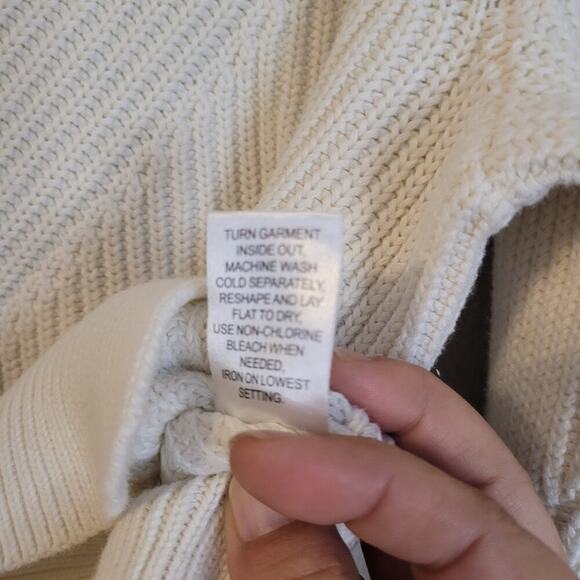 TURN GARMENT
INSIDE OUT,
MACHINE WASH
COLD SEPARATELY,
RESHAPE AND LAY
FLAT TO DRY,
USE NON-CHLORINE
BLEACH WHEN
NEEDED,
IRON ON LOWEST
SETTING.